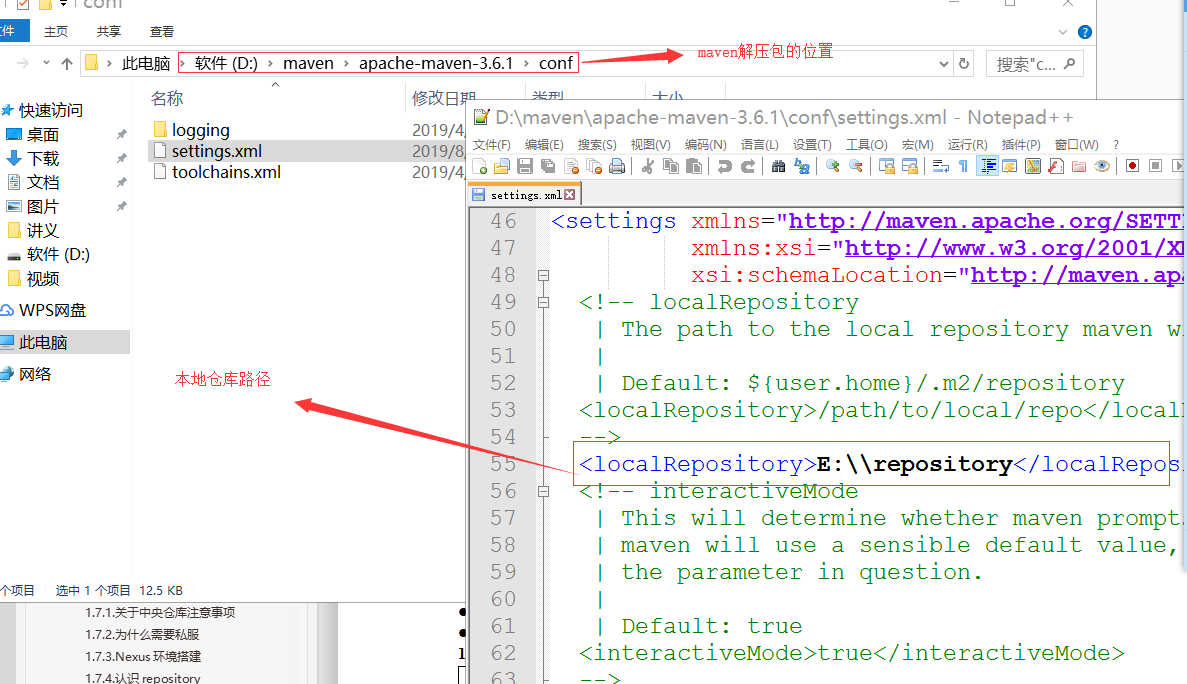 conf
件 主页 共享 查看
此电脑 › 软件 (D:) › maven › apache-maven-3.6.1 › conf
搜索"c...
maven解压包的位置
快速访问
桌面
下载
文档
图片
讲义
软件 (D:)
视频
WPS网盘
此电脑
网络
名称 修改日期 类型 大小
logging 2019/4/
settings.xml 2019/8/
toolchains.xml 2019/4/
本地仓库路径
个项目 选中 1 个项目 12.5 KB
D:\maven\apache-maven-3.6.1\conf\settings.xml - Notepad++
文件(F) 编辑(E) 搜索(S) 视图(V) 编码(N) 语言(L) 设置(T) 工具(O) 宏(M) 运行(R) 插件(P) 窗口(W) ?
settings.xml
46 <settings xmlns="http://maven.apache.org/SETT
47 xmlns:xsi="http://www.w3.org/2001/X
48 xsi:schemaLocation="http://maven.apa
49 <!-- localRepository
50 | The path to the local repository maven w
51 |
52 | Default: ${user.home}/.m2/repository
53 <localRepository>/path/to/local/repo</local
54 -->
55 <localRepository>E:\\repository</localRepos
56 <!-- interactiveMode
57 | This will determine whether maven prompt
58 | maven will use a sensible default value,
59 | the parameter in question.
60 |
61 | Default: true
62 <interactiveMode>true</interactiveMode>
63 -->
1.7.1.关于中央仓库注意事项
1.7.2.为什么需要私服
1.7.3.Nexus 环境搭建
1.7.4.认识 repository